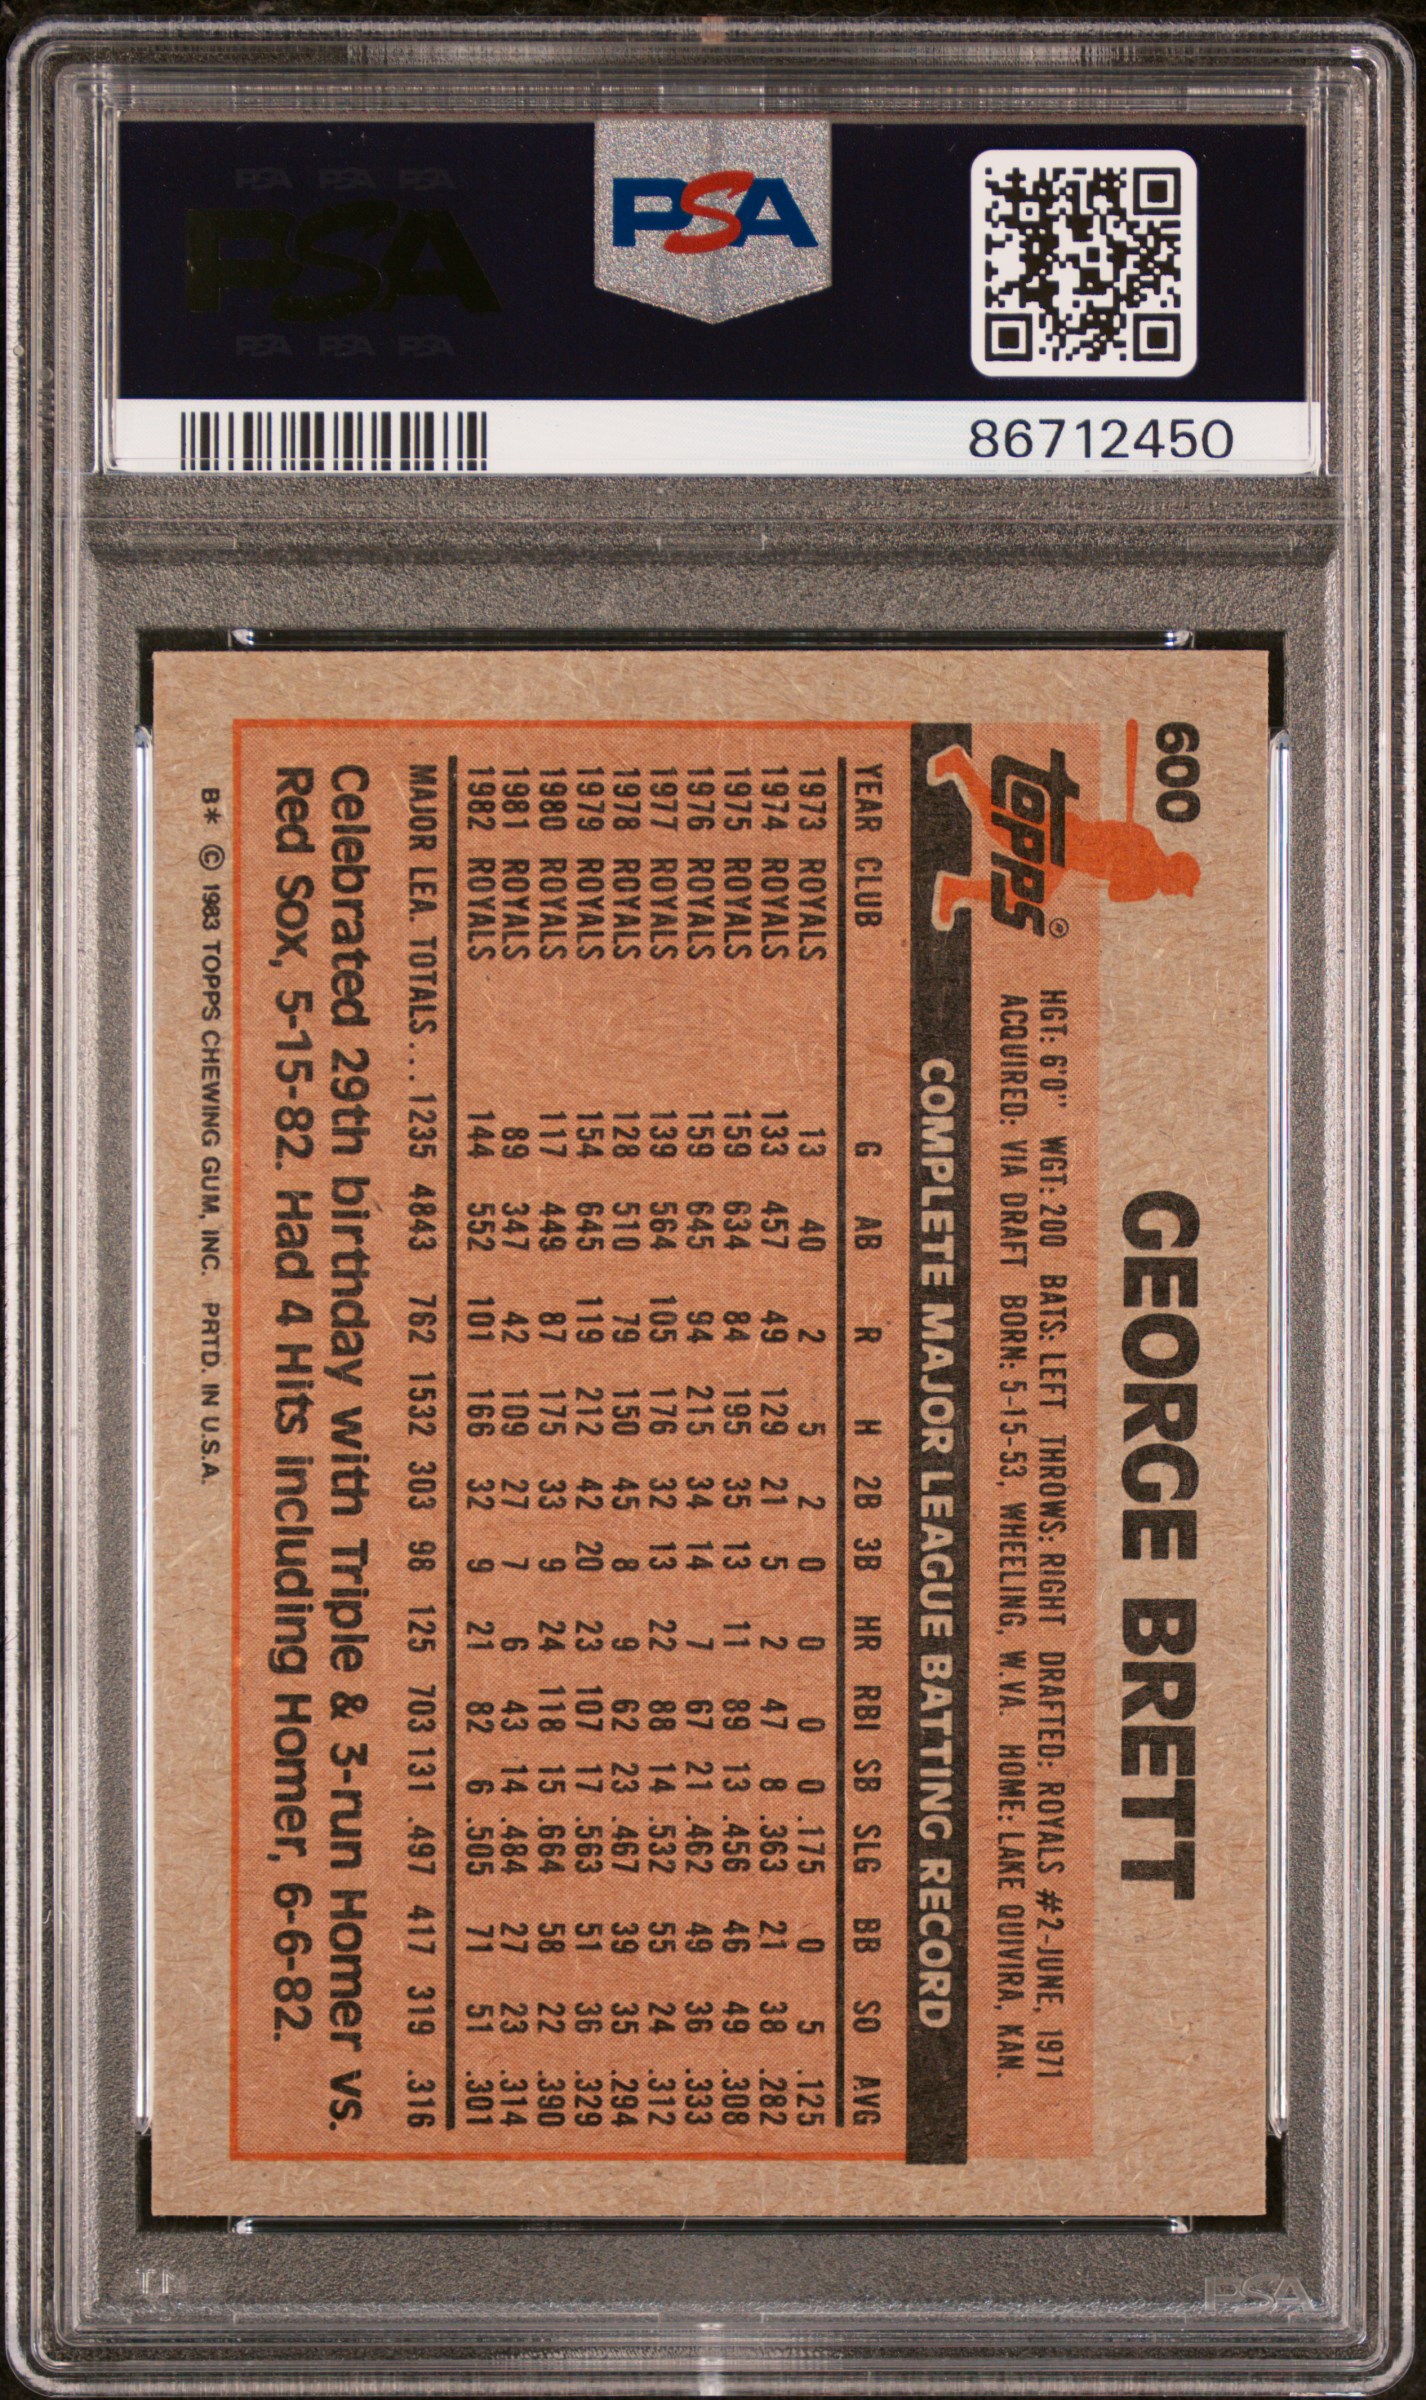 PSA PSA PSA
PSA
PSA PSA PSA
PSA
86712450
600
GEORGE BRETT
Topps®
HGT: 6'0" WGT: 200 BATS: LEFT THROWS: RIGHT DRAFTED: ROYALS #2-JUNE, 1971
ACQUIRED: VIA DRAFT BORN: 5-15-53, WHEELING, W.VA. HOME: LAKE QUIVIRA, KAN.
COMPLETE MAJOR LEAGUE BATTING RECORD
YEAR CLUB G AB R H 2B 3B HR RBI SB SLG BB SO AVG
1973 ROYALS 13 40 2 5 2 0 0 0 0 .175 0 5 .125
1974 ROYALS 133 457 49 129 21 5 2 47 8 .363 21 38 .282
1975 ROYALS 159 634 84 195 35 13 11 89 13 .456 46 49 .308
1976 ROYALS 159 645 94 215 34 14 7 67 21 .462 49 36 .333
1977 ROYALS 139 564 105 176 32 13 22 88 14 .532 55 24 .312
1978 ROYALS 128 510 79 150 45 8 9 62 23 .467 39 35 .294
1979 ROYALS 154 645 119 212 42 20 23 107 17 .563 51 36 .329
1980 ROYALS 117 449 87 175 33 9 24 118 15 .664 58 22 .390
1981 ROYALS 89 347 42 109 27 7 6 43 14 .484 27 23 .314
1982 ROYALS 144 552 101 166 32 9 21 82 6 .505 71 51 .301
MAJOR LEA. TOTALS... 1235 4843 762 1532 303 98 125 703 131 .497 417 319 .316
Celebrated 29th birthday with Triple & 3-run Homer vs.
Red Sox, 5-15-82. Had 4 Hits including Homer, 6-6-82.
B* © 1983 TOPPS CHEWING GUM, INC. PRTD. IN U.S.A.
PSA